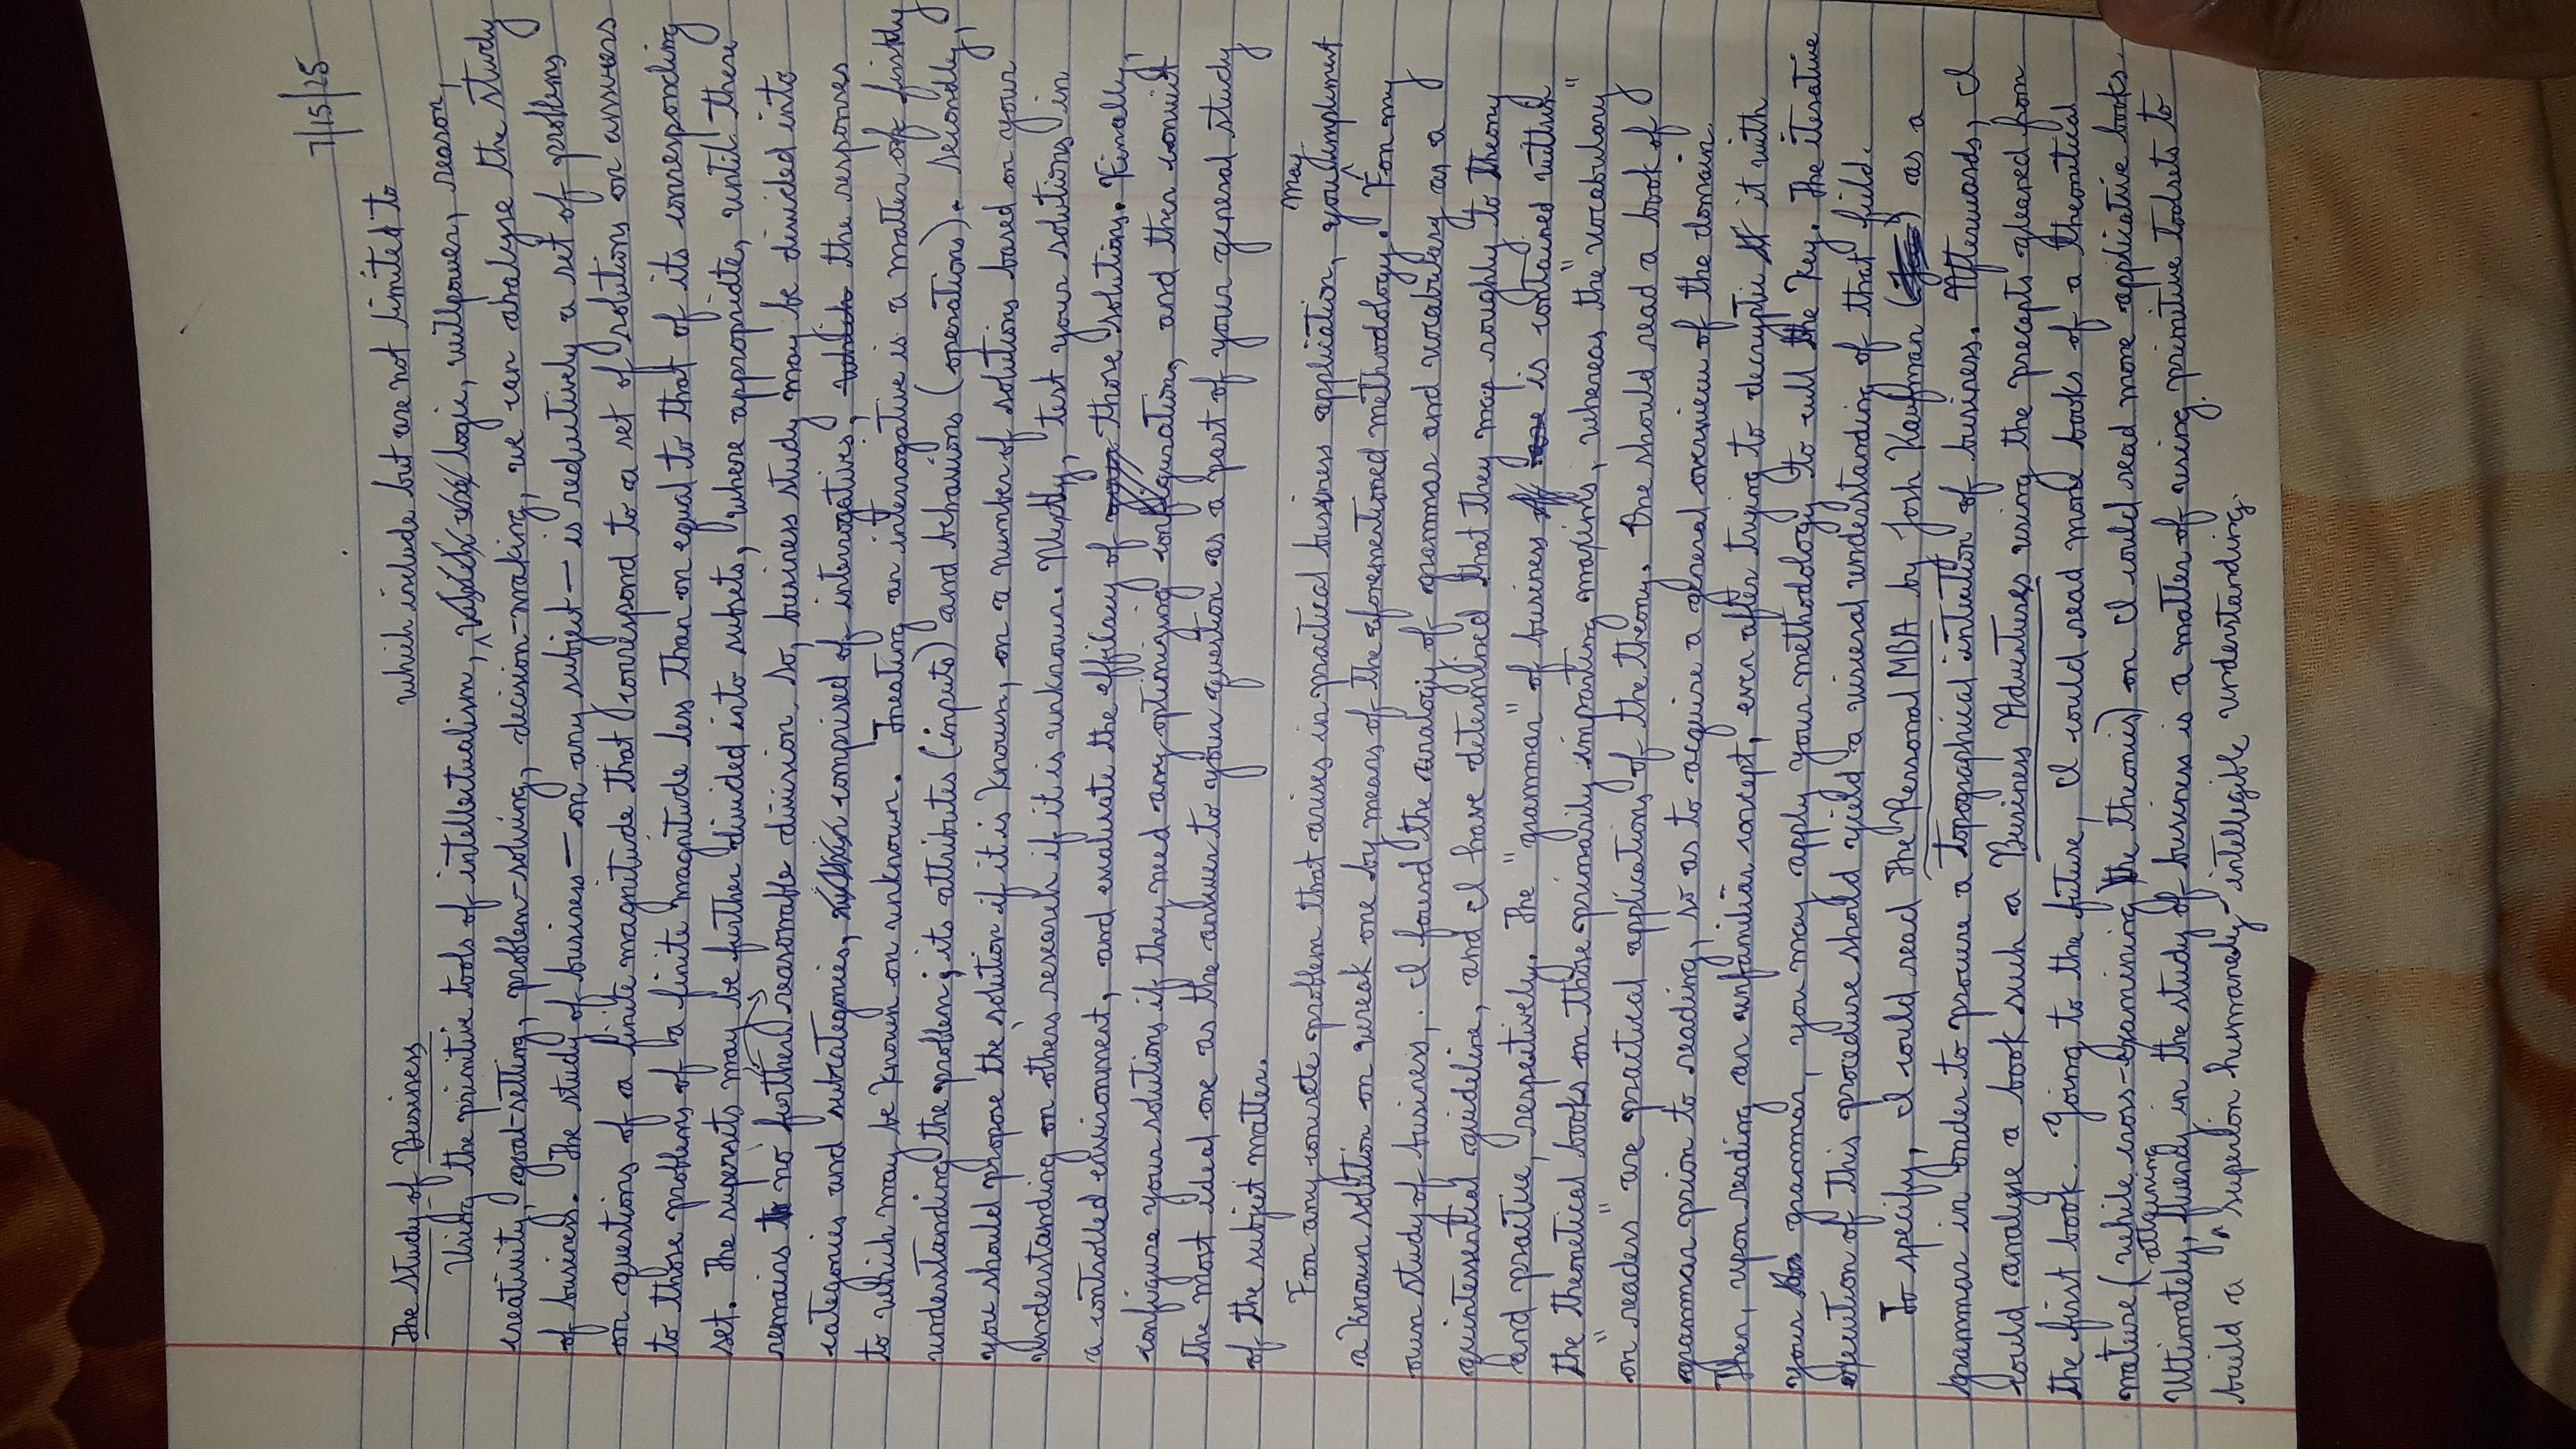 7/15/25
The Study of Business
which include but are not limited to
Using the primitive tools of intellectualism, logic, willpower, reason,
creativity, goal-setting, problem-solving, decision-making, we can analyse the study
of business. The study of business — or any subject — is reductively a set of problems
or questions of a finite magnitude that correspond to a set of solutions or answers
to those problems of a finite magnitude less than or equal to that of its corresponding
set. The supersets may be further divided into subsets, where appropriate, until there
remains no further reasonable division. So, business study may be divided into
categories and subcategories, comprised of interrogatives, which the responses
to which may be known or unknown. Treating an interrogative is a matter of firstly
understanding the problem; its attributes (inputs) and behaviors (operations). Secondly,
you should propose the solution if it is known, or a number of solutions based on your
understanding or others' research if it is unknown. Nextly, test your solutions in
a controlled environment, and evaluate the efficacy of your those solutions. Finally,
configure your solutions if they need any optimizing configuration, and then
the most ideal one as the answer to your question as a part of your general study
of the subject matter.
may
For any concrete problem that arises in practical business application, you implement
a known solution or wreak one by means of the aforementioned methodology. For my
own study of business, I found the analogy of grammar and vocabulary as a
quintessential guideline, and I have determined that they map roughly to theory
and practice, respectively. The "grammar" of business are is contained within
the theoretical books or those primarily imparting maxims, whereas the "vocabulary"
or "readers" are practical applications of the theory. One should read a book of
grammar prior to reading, so as to acquire a general overview of the domain.
Then, upon reading an unfamiliar concept, even after trying to decryptic it with
your grammar, you may apply your methodology to cull the key. The iterative
execution of this procedure should yield a visceral understanding of that field.
To specify, I could read The Personal MBA by Josh Kaufman ( ) as a
grammar in order to procure a topographical intuition of business. Afterwards, I
could analyse a book such a Business Adventures using the precepts gleaned from
the first book. Going to the future, I could read more books of a theoretical
nature (while cross-examining the theories) or I could read more applicative books.
attaining
Ultimately, fluency in the study of business is a matter of using primitive toolsets to
build a superior humanely-intellegible understanding.